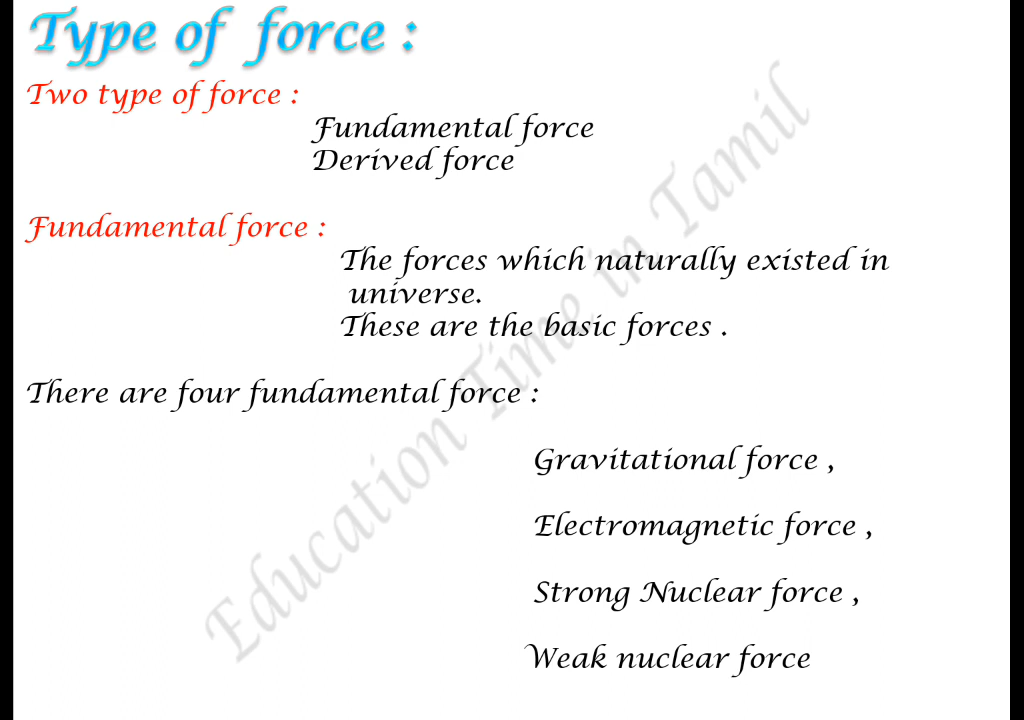 Type of force :
Two type of force :
Fundamental force
Derived force
Fundamental force :
The forces which naturally existed in
universe.
These are the basic forces .
There are four fundamental force :
Gravitational force ,
Electromagnetic force ,
Strong Nuclear force ,
Weak nuclear force
Education Time in Tamil